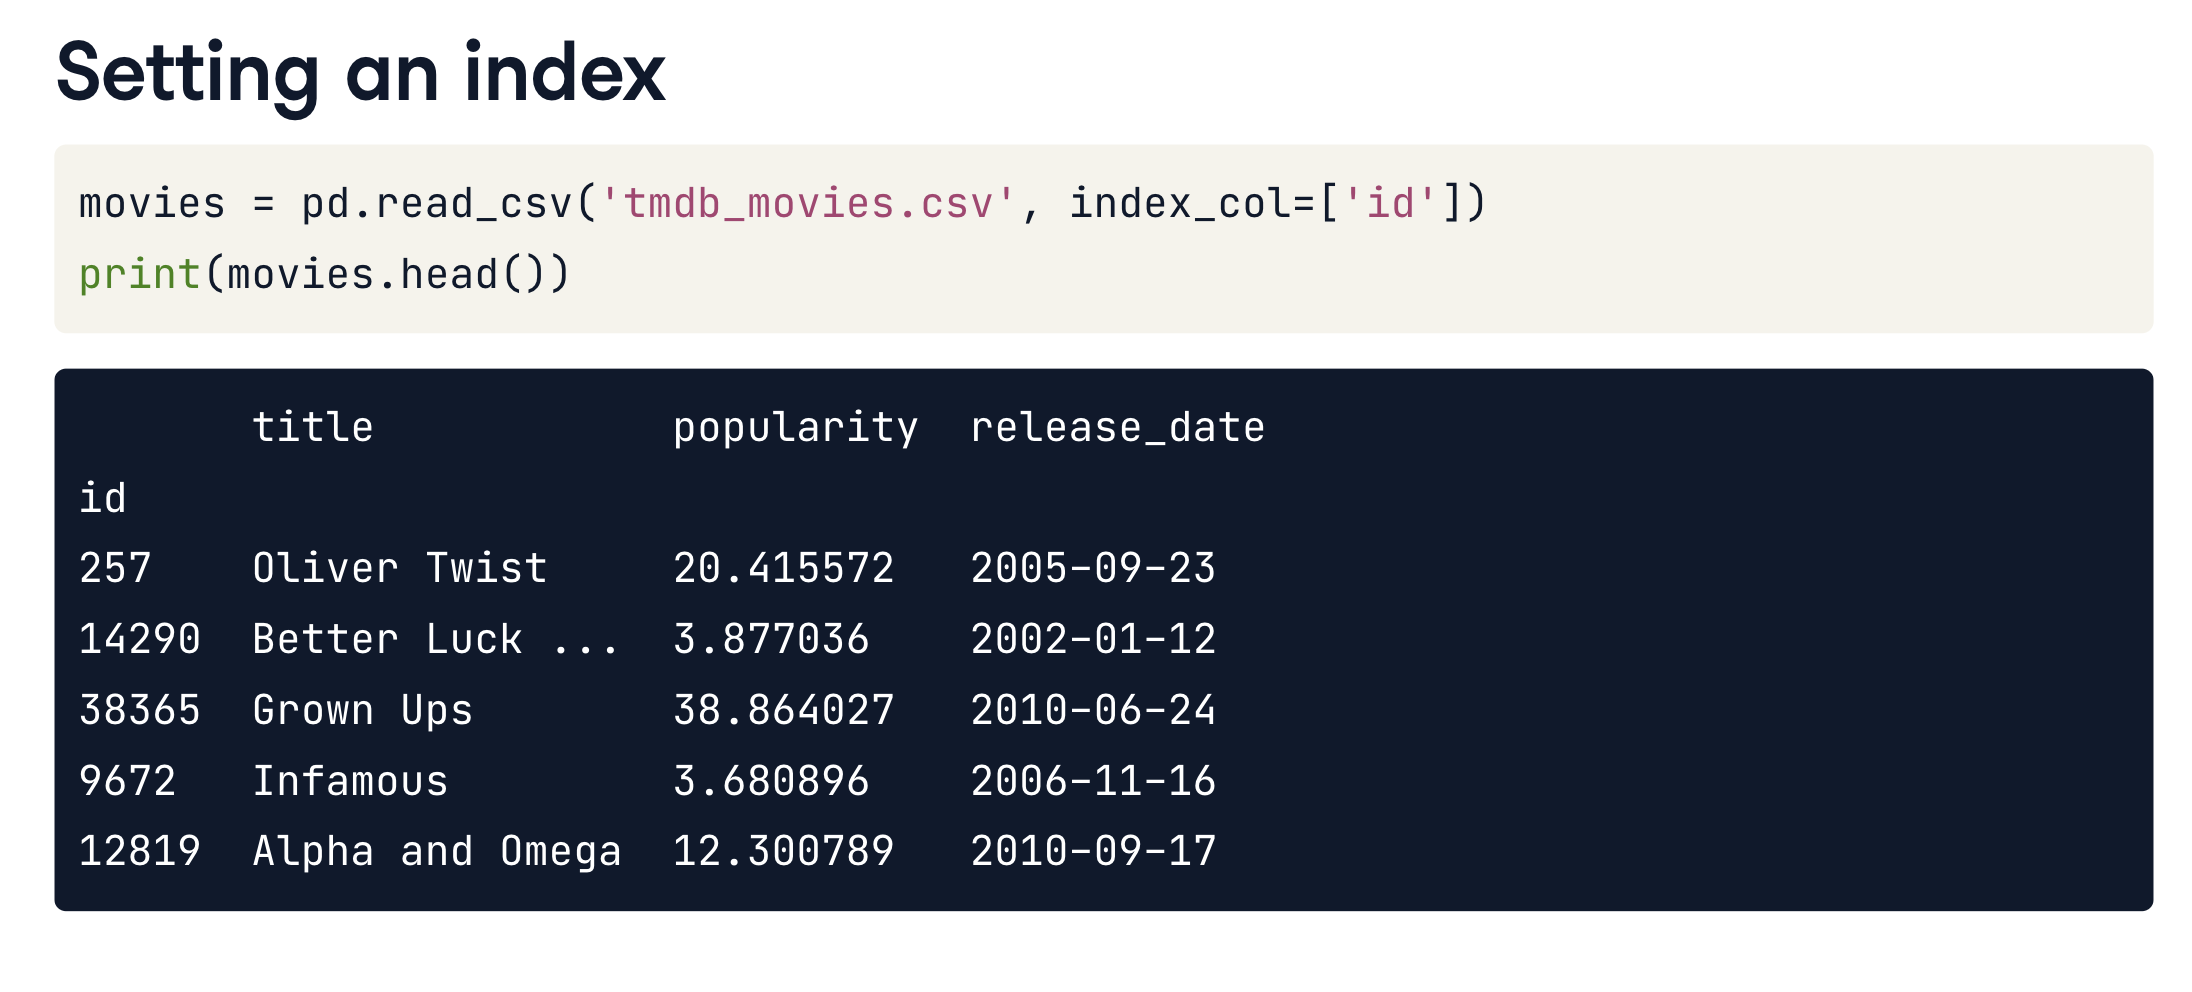 Setting an index
movies = pd.read_csv('tmdb_movies.csv', index_col=['id'])
print(movies.head())
title popularity release_date
id
257 Oliver Twist 20.415572 2005-09-23
14290 Better Luck ... 3.877036 2002-01-12
38365 Grown Ups 38.864027 2010-06-24
9672 Infamous 3.680896 2006-11-16
12819 Alpha and Omega 12.300789 2010-09-17